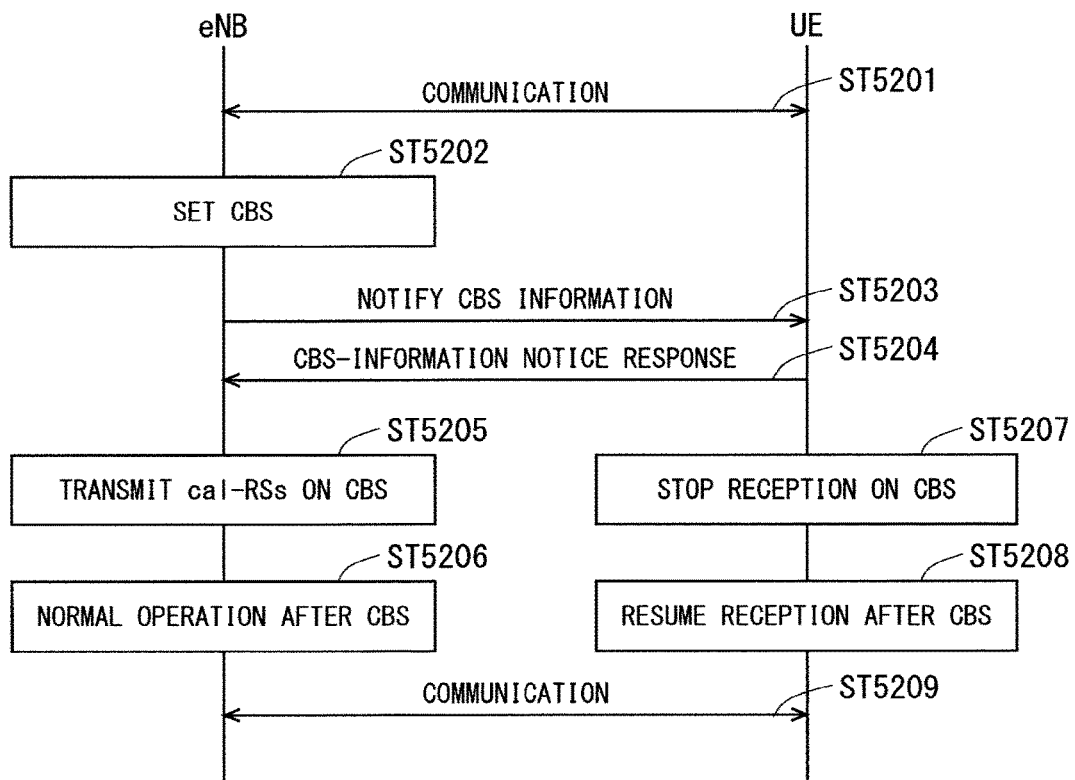 eNB
UE
COMMUNICATION
ST5201
ST5202
SET CBS
NOTIFY CBS INFORMATION
ST5203
CBS-INFORMATION NOTICE RESPONSE
ST5204
ST5205
ST5207
TRANSMIT cal-RSs ON CBS
STOP RECEPTION ON CBS
ST5206
ST5208
NORMAL OPERATION AFTER CBS
RESUME RECEPTION AFTER CBS
COMMUNICATION
ST5209